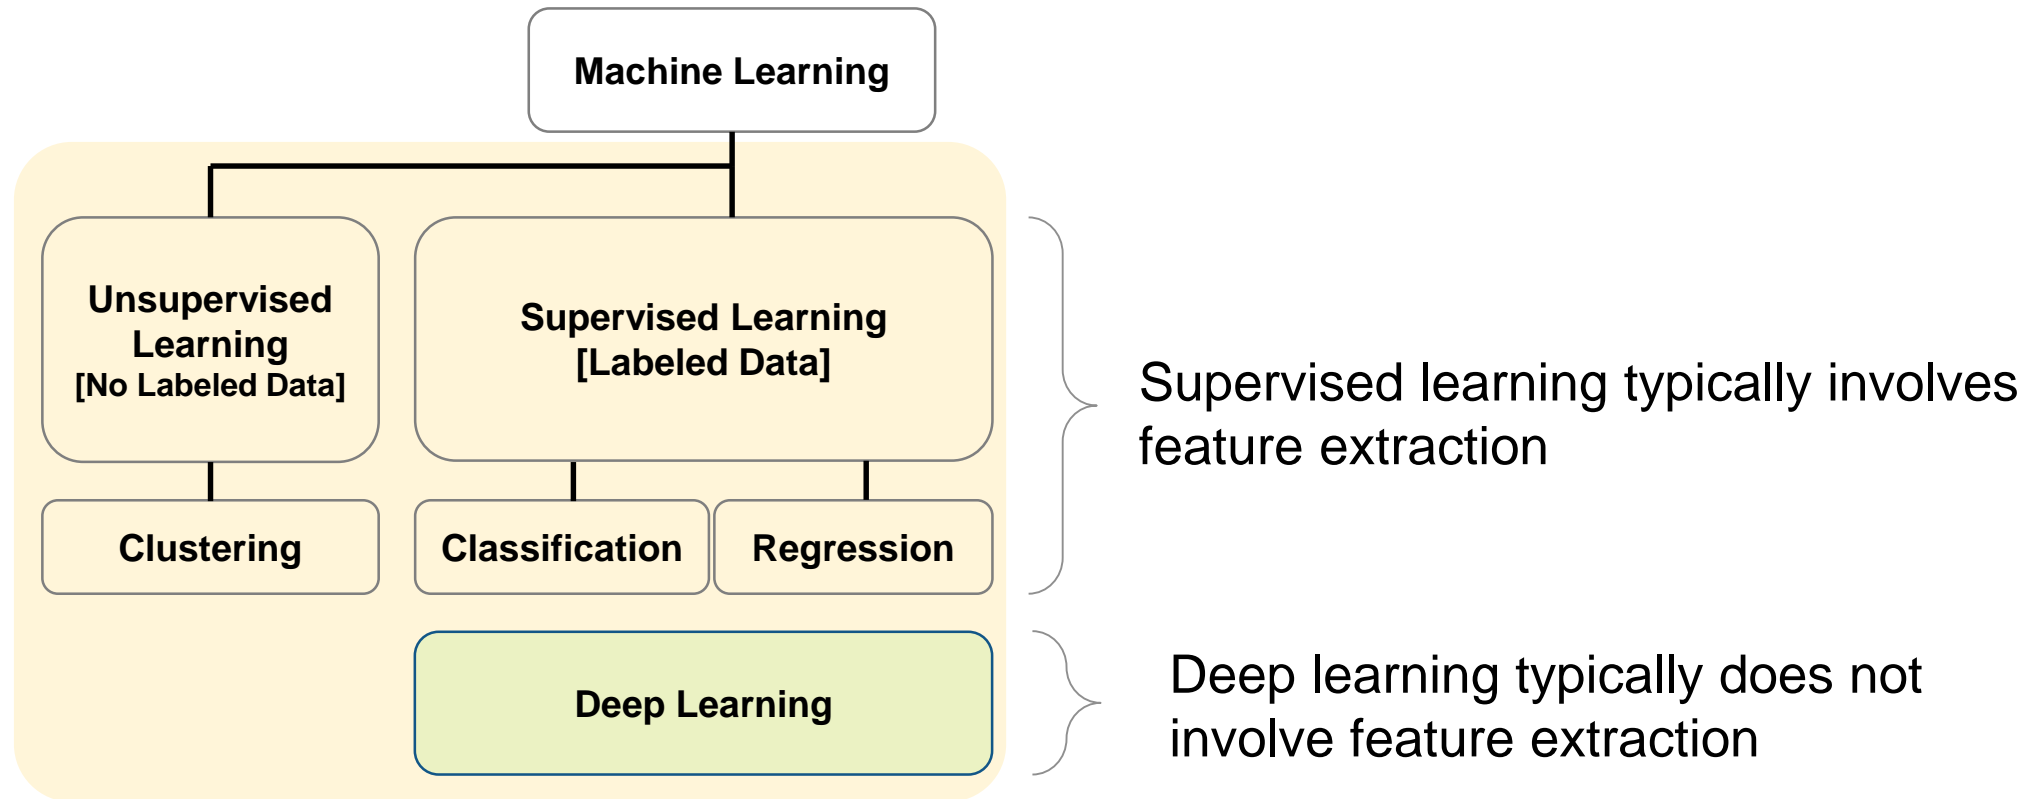 Machine Learning
Unsupervised
Learning
[No Labeled Data]
Supervised Learning
[Labeled Data]
Supervised learning typically involves
feature extraction
Clustering
Classification
Regression
Deep Learning
Deep learning typically does not
involve feature extraction